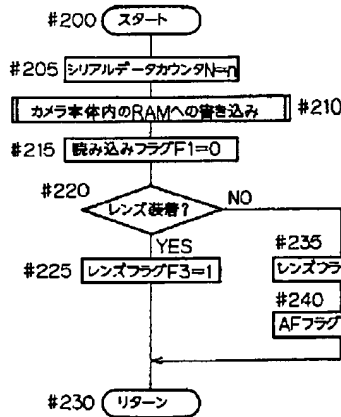 #200 スタート
#205 シリアルデータカウンタN=n
カメラ本体内のRAMへの書き込み #210
#215 読み込みフラグF1=0
#220
レンズ装着?
NO
YES
#235
#225 レンズフラグF3=1
レンズフラ
#240
AFフラグ
#230 リターン